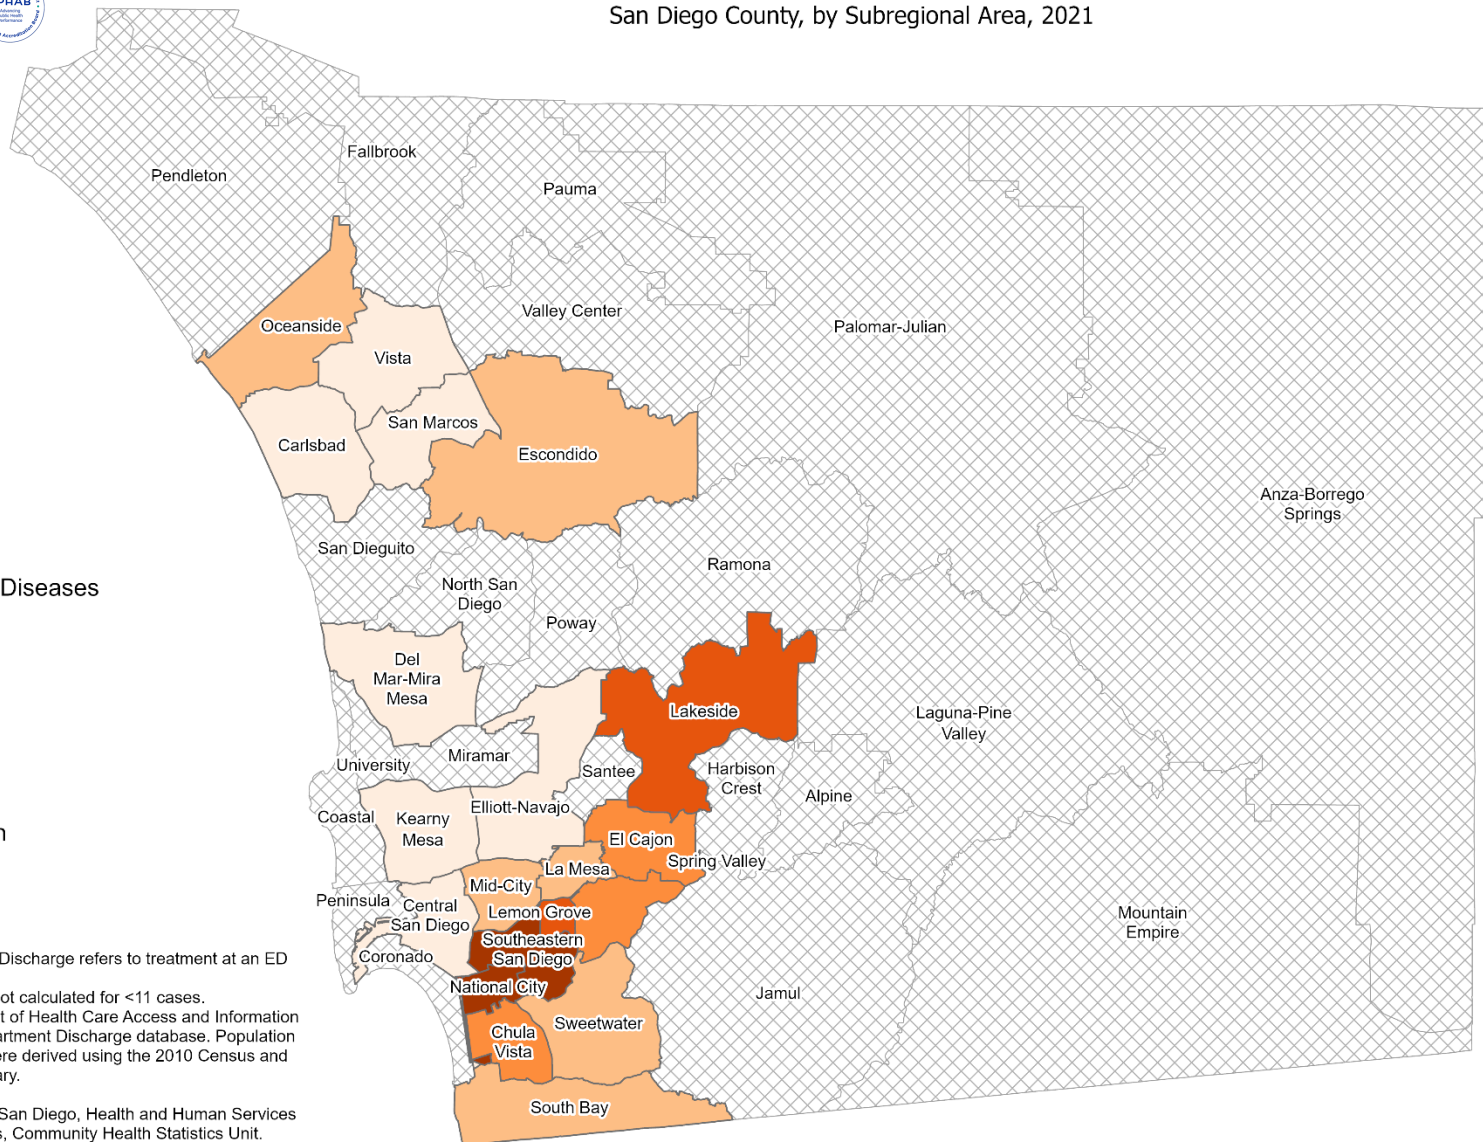 PHAB
Advancing
Public Health
Performance
San Diego County, by Subregional Area, 2021
Fallbrook
Pendleton
Pauma
Valley Center
Oceanside
Palomar-Julian
Vista
San Marcos
Carlsbad
Escondido
Anza-Borrego
Springs
San Dieguito
Ramona
Diseases
North San
Diego
Poway
Del
Mar-Mira
Mesa
Lakeside
Laguna-Pine
Valley
Miramar
University
Santee
Harbison
Crest
Alpine
Elliott-Navajo
Coastal
Kearny
Mesa
n
El Cajon
La Mesa
Spring Valley
Mid-City
Peninsula
Central
San Diego
Lemon Grove
Mountain
Empire
Southeastern
San Diego
Coronado
Discharge refers to treatment at an ED
National City
Jamul
ot calculated for <11 cases.
t of Health Care Access and Information
artment Discharge database. Population
ere derived using the 2010 Census and
ary.
Sweetwater
Chula
Vista
South Bay
San Diego, Health and Human Services
s, Community Health Statistics Unit.